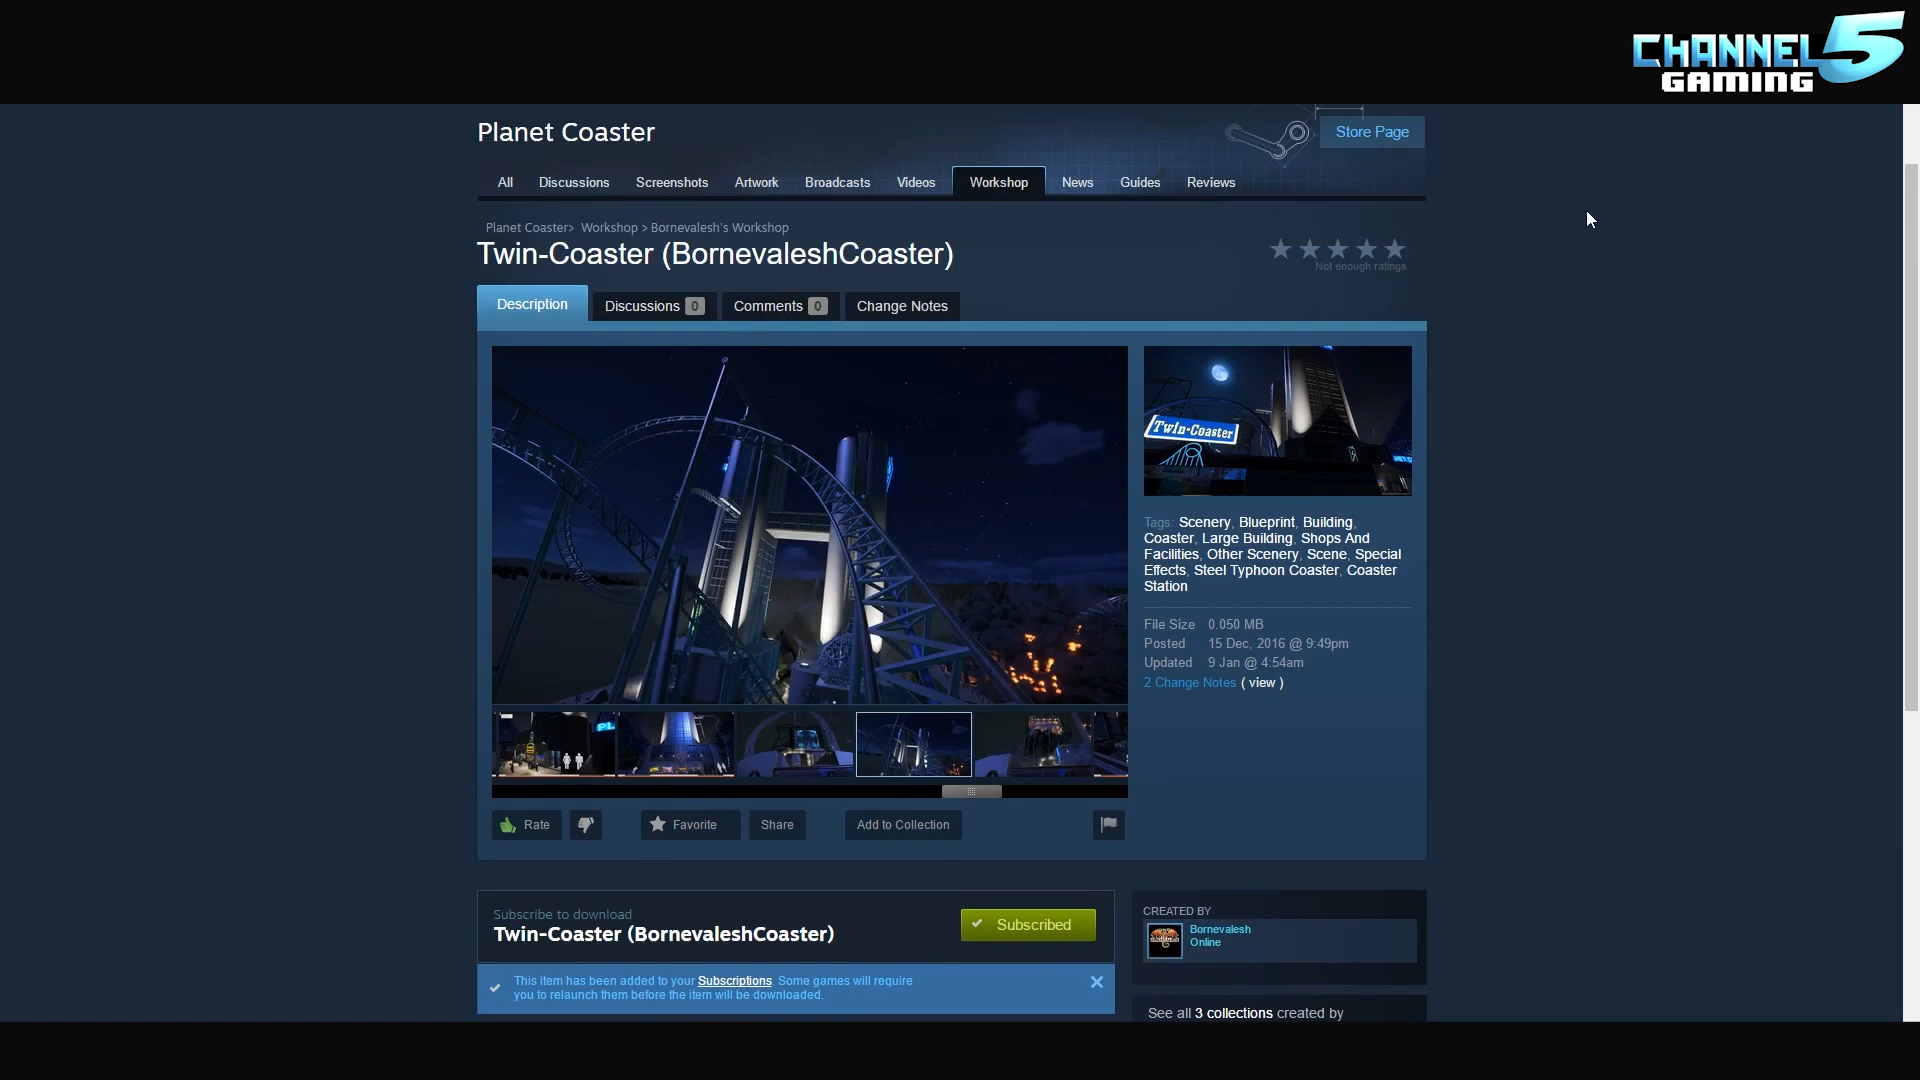 CHANNEL 5
GAMING
Planet Coaster
Store Page
All Discussions Screenshots Artwork Broadcasts Videos Workshop News Guides Reviews
Planet Coaster> Workshop > Bornevalesh's Workshop
Twin-Coaster (BornevaleshCoaster)
Not enough ratings
Description Discussions 0 Comments 0 Change Notes
Twin-Coaster
Tags: Scenery, Blueprint, Building,
Coaster, Large Building, Shops And
Facilities, Other Scenery, Scene, Special
Effects, Steel Typhoon Coaster, Coaster
Station
File Size 0.050 MB
Posted 15 Dec, 2016 @ 9:49pm
Updated 9 Jan @ 4:54am
2 Change Notes ( view )
Rate Favorite Share Add to Collection
Subscribe to download
Twin-Coaster (BornevaleshCoaster)
Subscribed
This item has been added to your Subscriptions. Some games will require
you to relaunch them before the item will be downloaded.
CREATED BY
Bornevalesh
Online
See all 3 collections created by